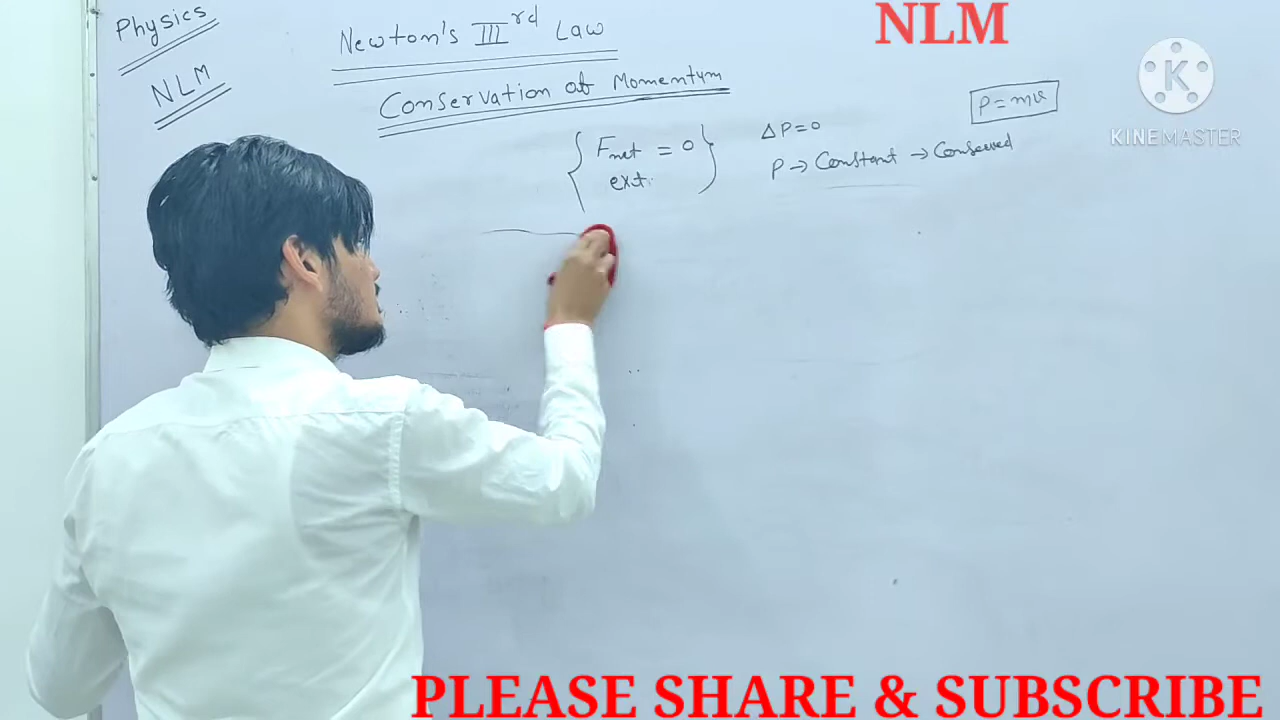 Physics
NLM
Newton's IIIrd Law
Conservation of Momentum
Fnet = 0
ext.
ΔP=0
P → Constant → Conserved
P = mv
NLM
K
KINEMASTER
PLEASE SHARE & SUBSCRIBE